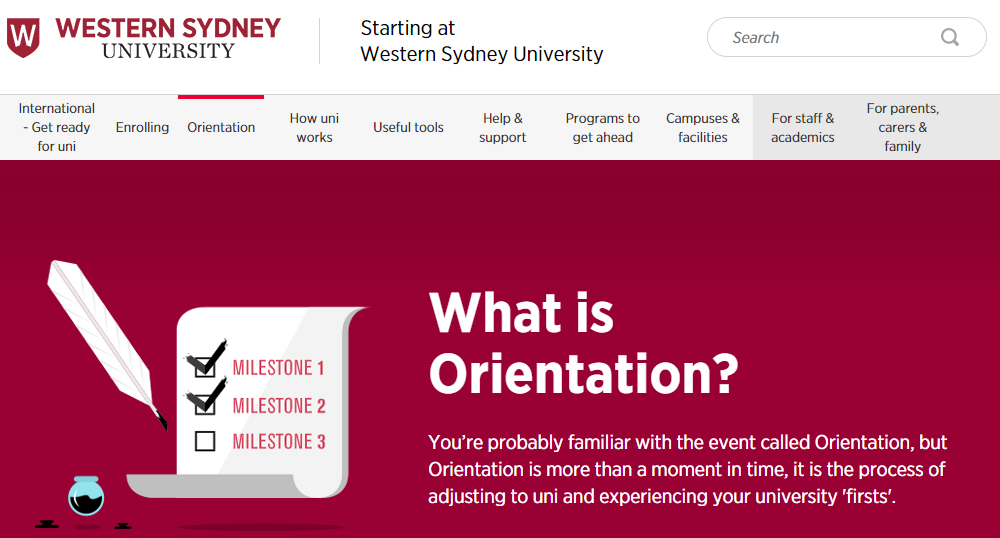 W WESTERN SYDNEY
UNIVERSITY
Starting at
Western Sydney University
Search
International
- Get ready
for uni
Enrolling
Orientation
How uni
works
Useful tools
Help &
support
Programs to
get ahead
Campuses &
facilities
For staff &
academics
For parents,
carers &
family
MILESTONE 1
MILESTONE 2
MILESTONE 3
What is
Orientation?
You’re probably familiar with the event called Orientation, but
Orientation is more than a moment in time, it is the process of
adjusting to uni and experiencing your university 'firsts'.